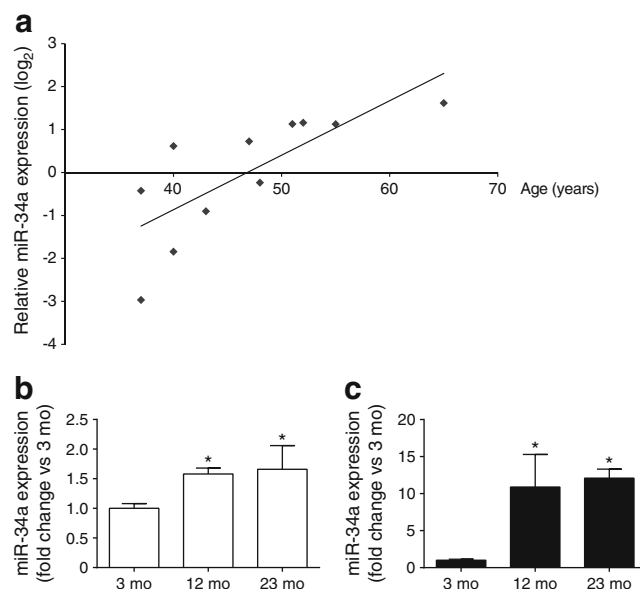 a
Relative miR-34a expression (log2)
3
2
1
0
-1
-2
-3
-4
40
50
60
70
Age (years)
b
miR-34a expression
(fold change vs 3 mo)
2.5
2.0
1.5
1.0
0.5
0
*
*
3 mo
12 mo
23 mo
c
miR-34a expression
(fold change vs 3 mo)
20
15
10
5
0
*
*
3 mo
12 mo
23 mo